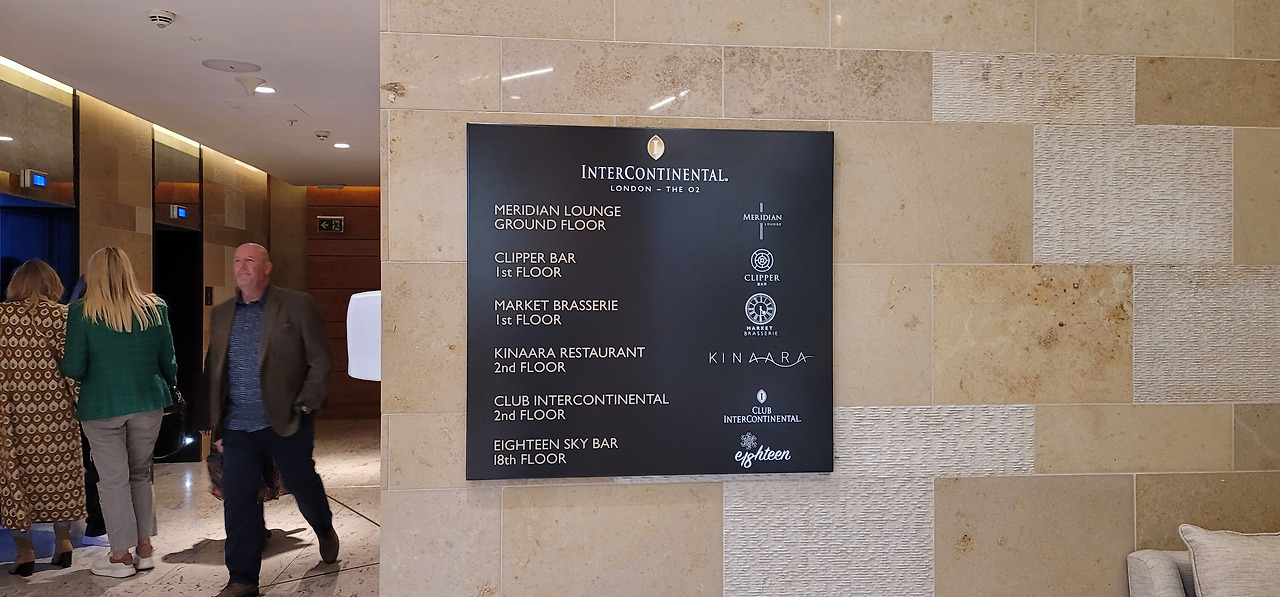 INTERCONTINENTAL.
LONDON – THE O2
MERIDIAN LOUNGE
GROUND FLOOR
MERIDIAN
LOUNGE
CLIPPER BAR
1st FLOOR
CLIPPER
BAR
MARKET BRASSERIE
1st FLOOR
MARKET
BRASSERIE
KINAARA RESTAURANT
2nd FLOOR
KINAARA
CLUB INTERCONTINENTAL
2nd FLOOR
CLUB
INTERCONTINENTAL.
EIGHTEEN SKY BAR
18th FLOOR
eighteen